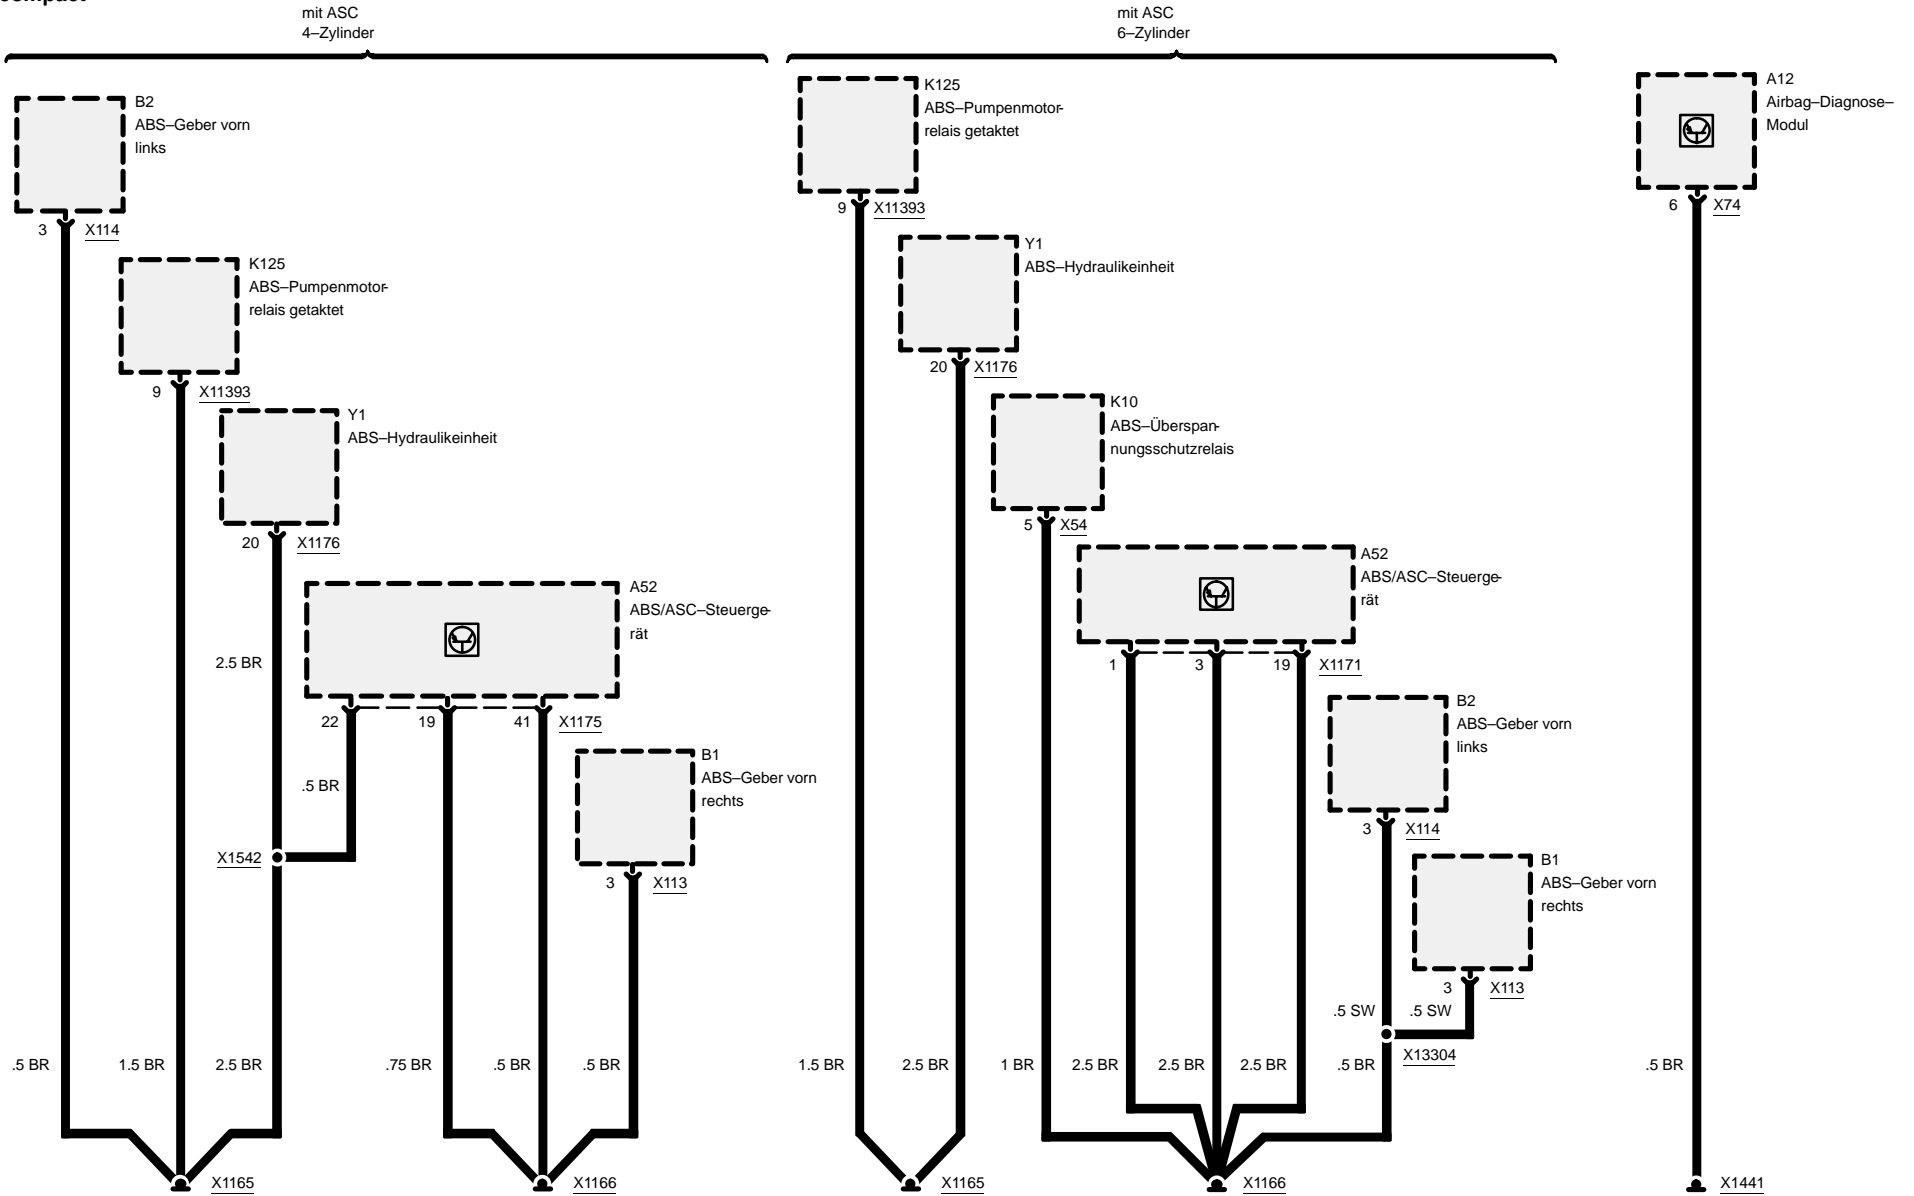 mit ASC
4–Zylinder
B2
ABS–Geber vorn
links
3
X114
K125
ABS–Pumpenmotor-
relais getaktet
9
X11393
Y1
ABS–Hydraulikeinheit
20
X1176
2.5 BR
A52
ABS/ASC–Steuerge-
rät
22
19
41
X1175
.5 BR
X1542
B1
ABS–Geber vorn
rechts
3
X113
.5 BR
1.5 BR
2.5 BR
.75 BR
.5 BR
.5 BR
X1165
X1166
mit ASC
6–Zylinder
K125
ABS–Pumpenmotor-
relais getaktet
9
X11393
Y1
ABS–Hydraulikeinheit
20
X1176
K10
ABS–Überspan-
nungsschutzrelais
5
X54
A52
ABS/ASC–Steuerge-
rät
1
3
19
X1171
B2
ABS–Geber vorn
links
3
X114
B1
ABS–Geber vorn
rechts
3
X113
.5 SW
.5 SW
X13304
1.5 BR
2.5 BR
1 BR
2.5 BR
2.5 BR
2.5 BR
.5 BR
X1165
X1166
A12
Airbag–Diagnose–
Modul
6
X74
.5 BR
X1441